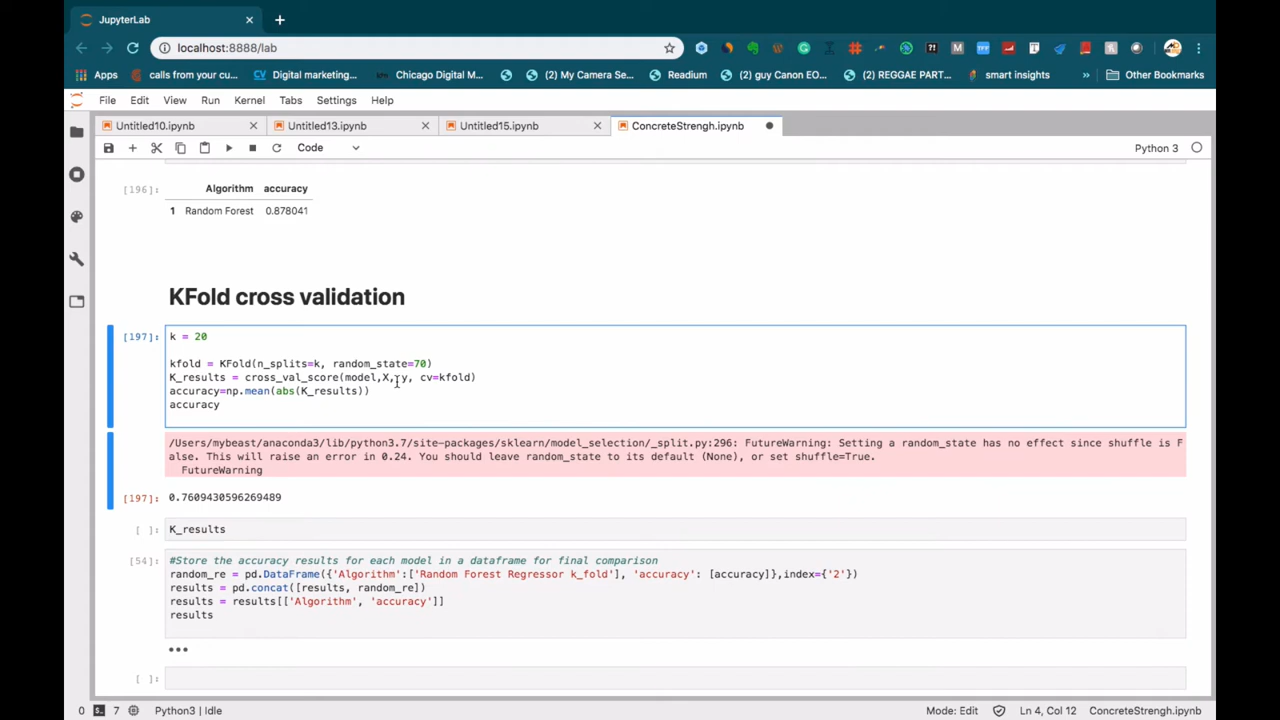 JupyterLab
localhost:8888/lab
Apps calls from your cu... Digital marketing... Chicago Digital M... (2) My Camera Se... Readium (2) guy Canon EO... (2) REGGAE PART... smart insights » Other Bookmarks
File Edit View Run Kernel Tabs Settings Help
Untitled10.ipynb Untitled13.ipynb Untitled15.ipynb ConcreteStrengh.ipynb
Code Python 3
[196]: Algorithm accuracy
1 Random Forest 0.878041
KFold cross validation
[197]: k = 20
kfold = KFold(n_splits=k, random_state=70)
K_results = cross_val_score(model,X, y, cv=kfold)
accuracy=np.mean(abs(K_results))
accuracy
/Users/mybeast/anaconda3/lib/python3.7/site-packages/sklearn/model_selection/_split.py:296: FutureWarning: Setting a random_state has no effect since shuffle is F
alse. This will raise an error in 0.24. You should leave random_state to its default (None), or set shuffle=True.
FutureWarning
[197]: 0.7609430596269489
[ ]: K_results
[54]: #Store the accuracy results for each model in a dataframe for final comparison
random_re = pd.DataFrame({'Algorithm':['Random Forest Regressor k_fold'], 'accuracy': [accuracy]},index={'2'})
results = pd.concat([results, random_re])
results = results[['Algorithm', 'accuracy']]
results
[ ]:
0 7 Python3 | Idle Mode: Edit Ln 4, Col 12 ConcreteStrengh.ipynb